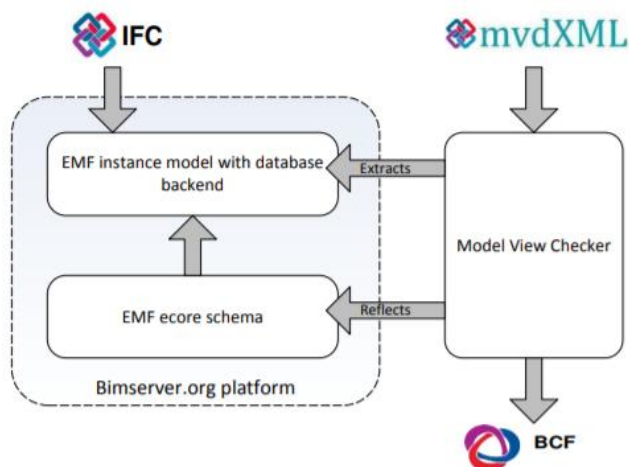 IFC
mvdXML
EMF instance model with database
backend
Extracts
Model View Checker
EMF ecore schema
Reflects
Bimserver.org platform
BCF